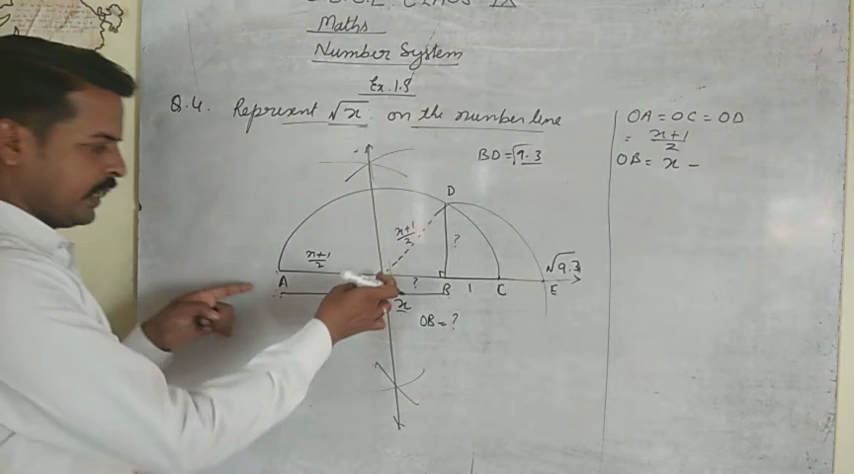 Maths
Number System
Ex. 1.5
Q.4. Represent √x on the number line
BD = √9.3
OA = OC = OD
= x+1/2
OB = x -
D
x+1/2
x+1/2
?
√9.3
A
?
B
1
C
E
x
OB = ?